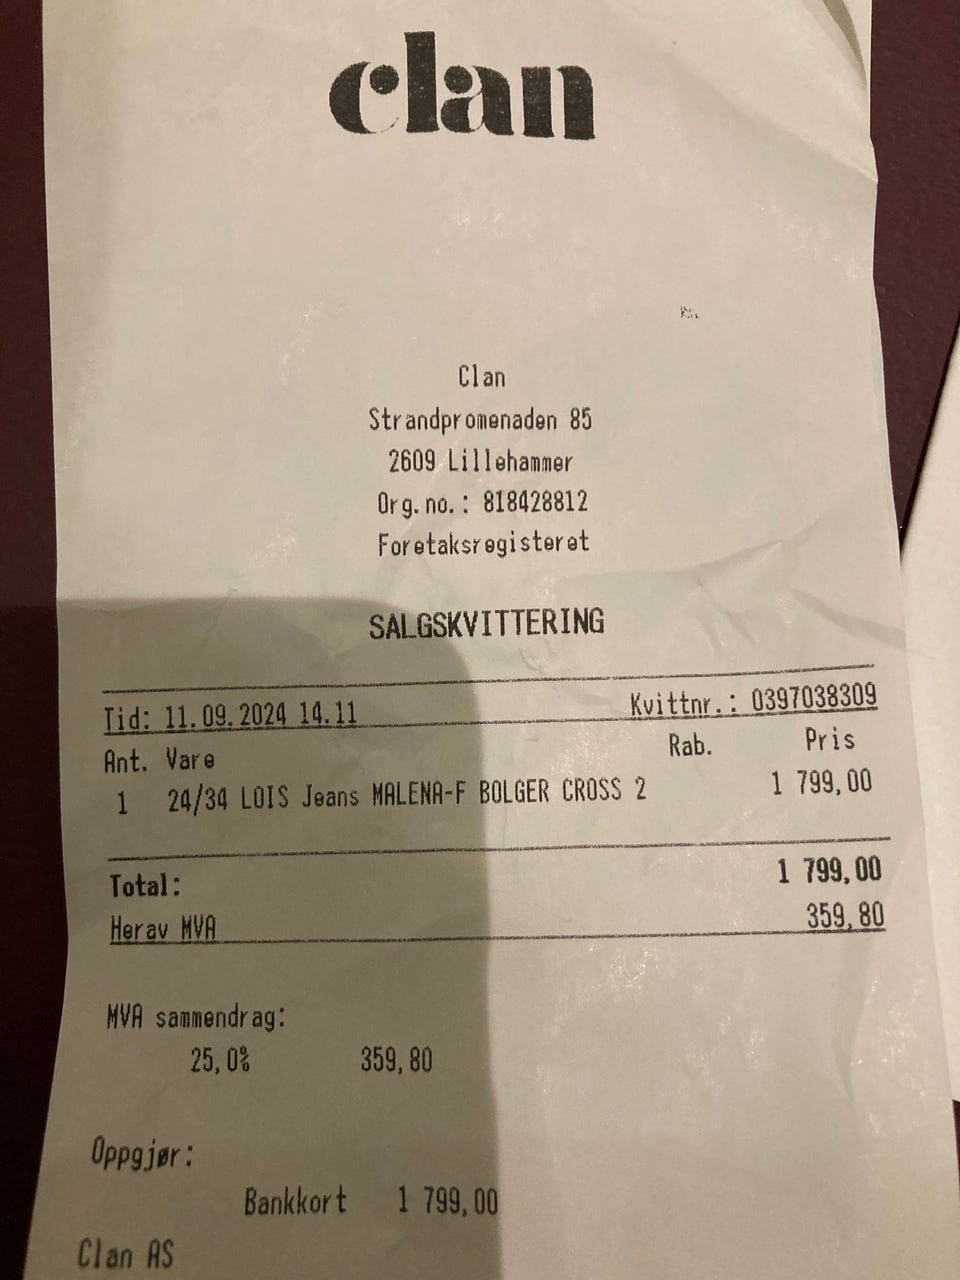 clan
Clan
Strandpromenaden 85
2609 Lillehammer
Org.no.: 818428812
Foretaksregisteret
SALGSKVITTERING
Tid: 11.09.2024 14.11 Kvittnr.: 0397038309
Ant. Vare Rab. Pris
1 24/34 LOIS Jeans MALENA-F BOLGER CROSS 2 1 799,00
Total: 1 799,00
Herav MVA 359,80
MVA sammendrag:
25,0% 359,80
Oppgjør:
Bankkort 1 799,00
Clan AS